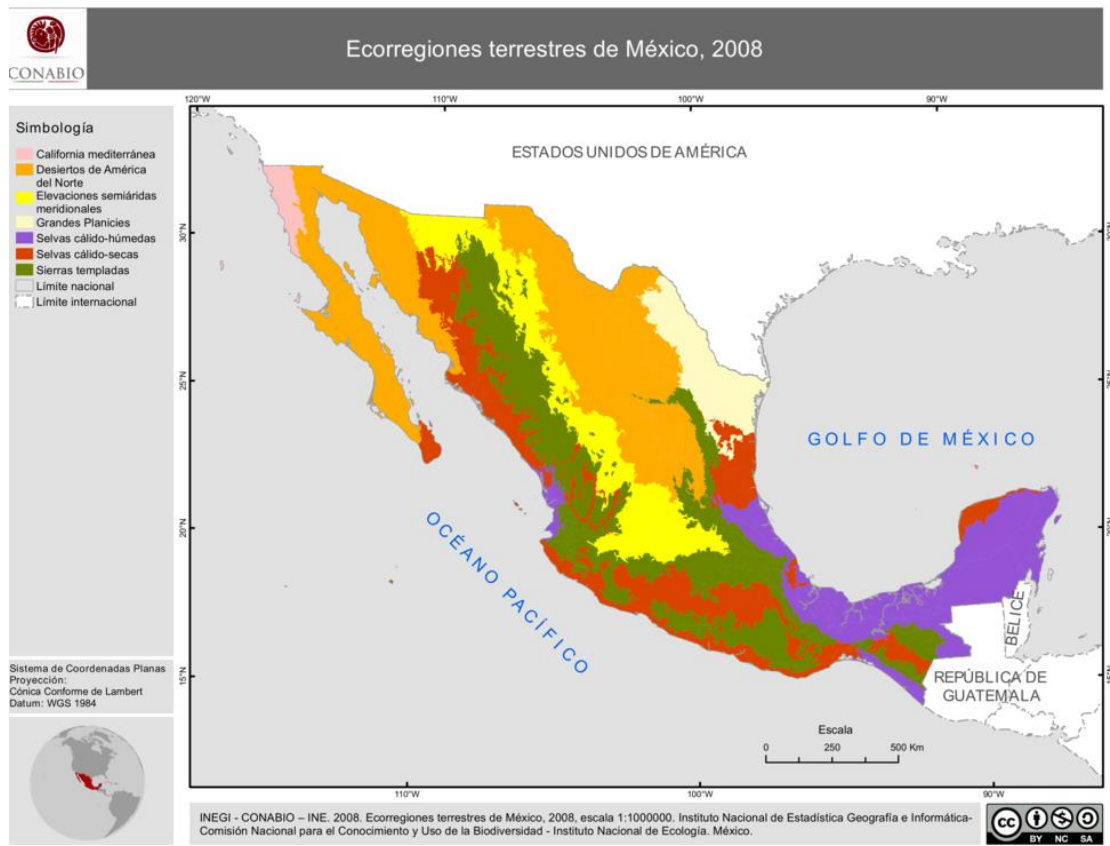 CONABIO
Ecorregiones terrestres de México, 2008
Simbología
California mediterránea
Desiertos de América
del Norte
Elevaciones semiáridas
meridionales
Grandes Planicies
Selvas cálido-húmedas
Selvas cálido-secas
Sierras templadas
Límite nacional
Límite internacional
120°W 110°W 100°W 90°W
ESTADOS UNIDOS DE AMÉRICA
30°N 30°N
25°N 25°N
GOLFO DE MÉXICO
20°N 20°N
OCÉANO PACÍFICO
BELICE
15°N 15°N
REPÚBLICA DE
GUATEMALA
Escala
0 250 500 Km
110°W 100°W 90°W
Sistema de Coordenadas Planas
Proyección:
Cónica Conforme de Lambert
Datum: WGS 1984
INEGI - CONABIO – INE. 2008. Ecorregiones terrestres de México, 2008, escala 1:1000000. Instituto Nacional de Estadística Geografía e Informática-
Comisión Nacional para el Conocimiento y Uso de la Biodiversidad - Instituto Nacional de Ecología. México.
cc
BY NC SA